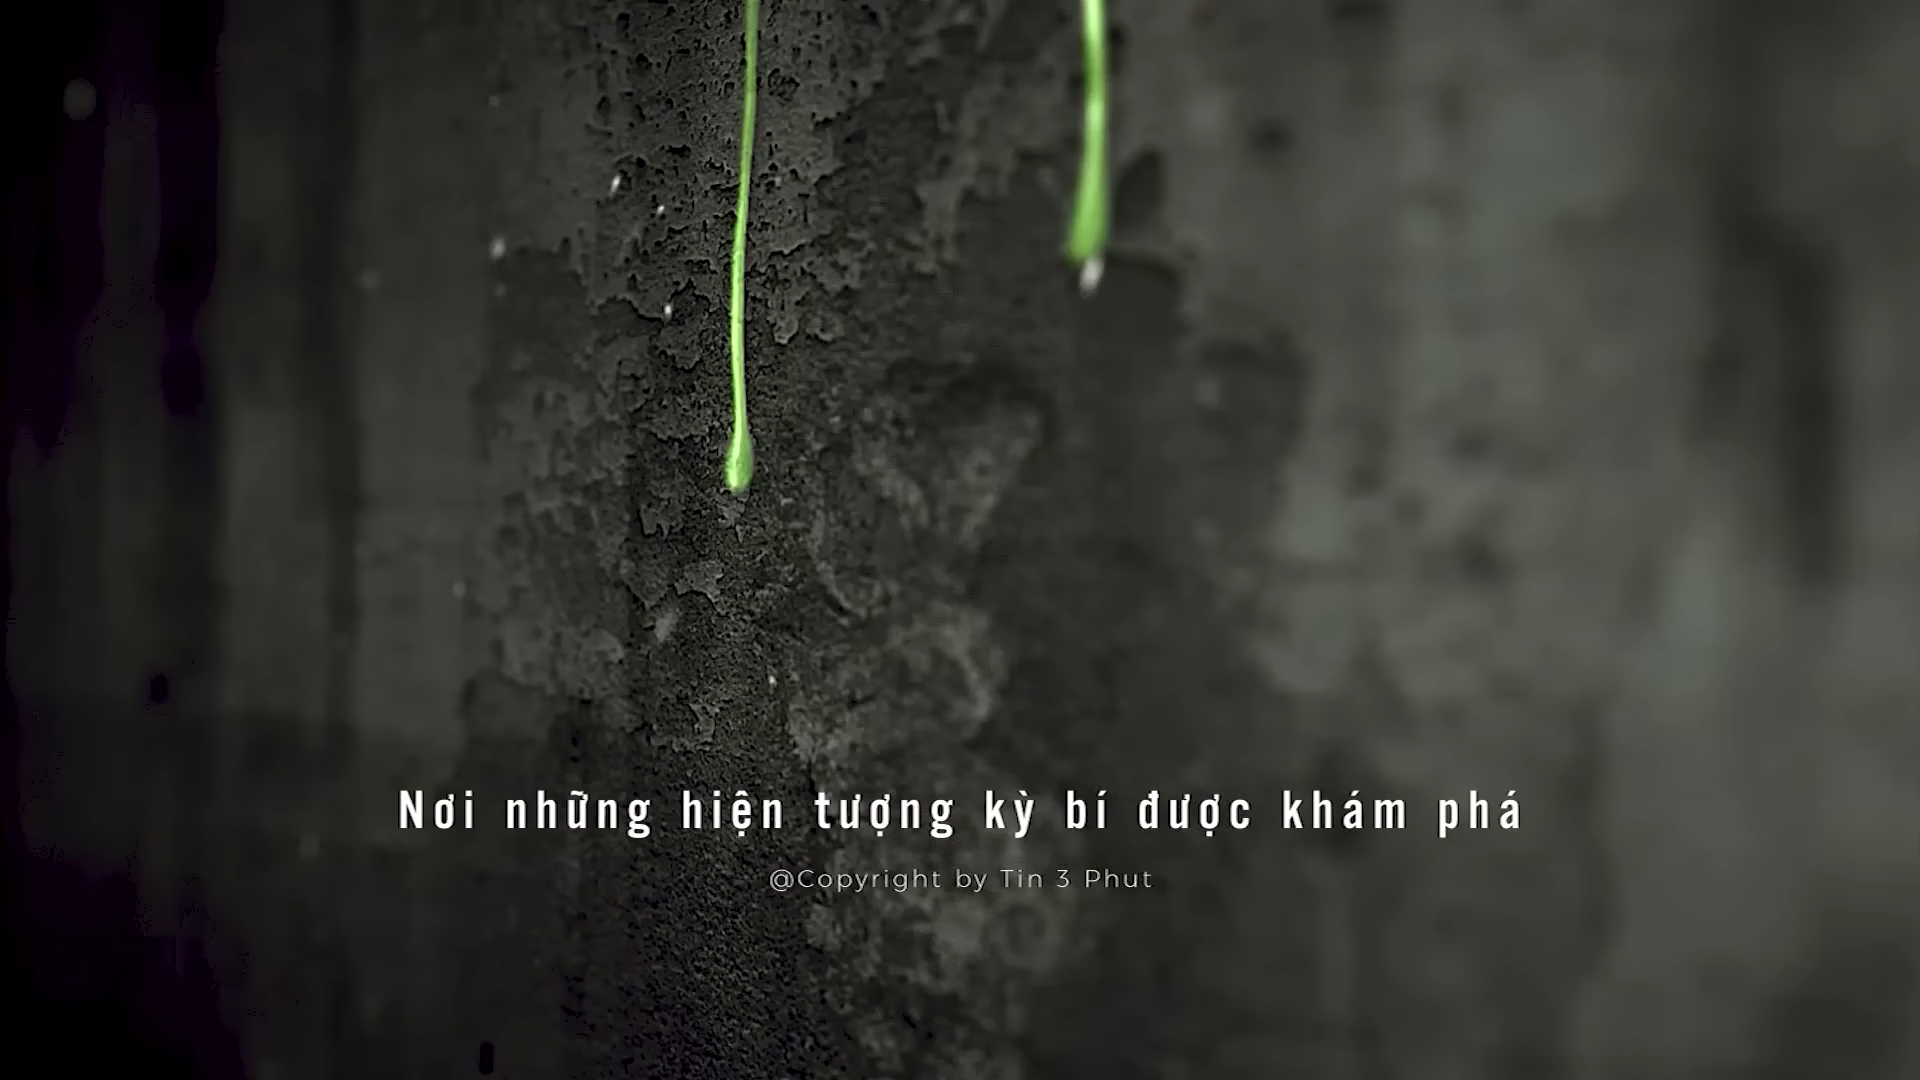 Nơi những hiện tượng kỳ bí được khám phá
@Copyright by Tin 3 Phut